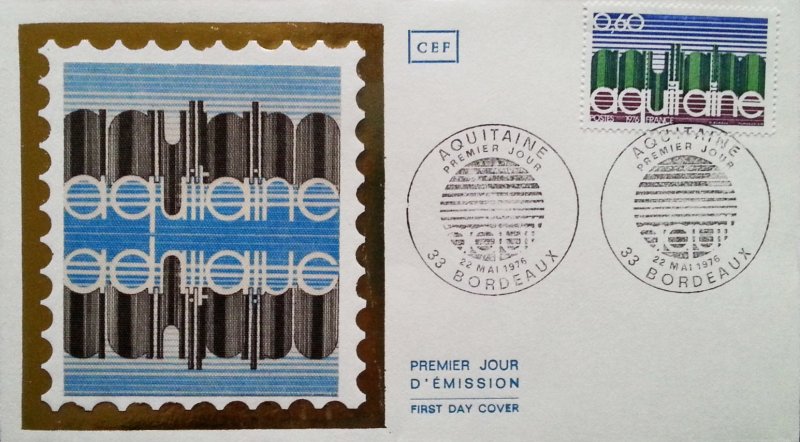 aquitaine
aquitaine
CEF
0,60
aquitaine
POSTES 1976 FRANCE
AQUITAINE
PREMIER JOUR
22 MAI 1976
33 BORDEAUX
AQUITAINE
PREMIER JOUR
22 MAI 1976
33 BORDEAUX
PREMIER JOUR
D'ÉMISSION
FIRST DAY COVER